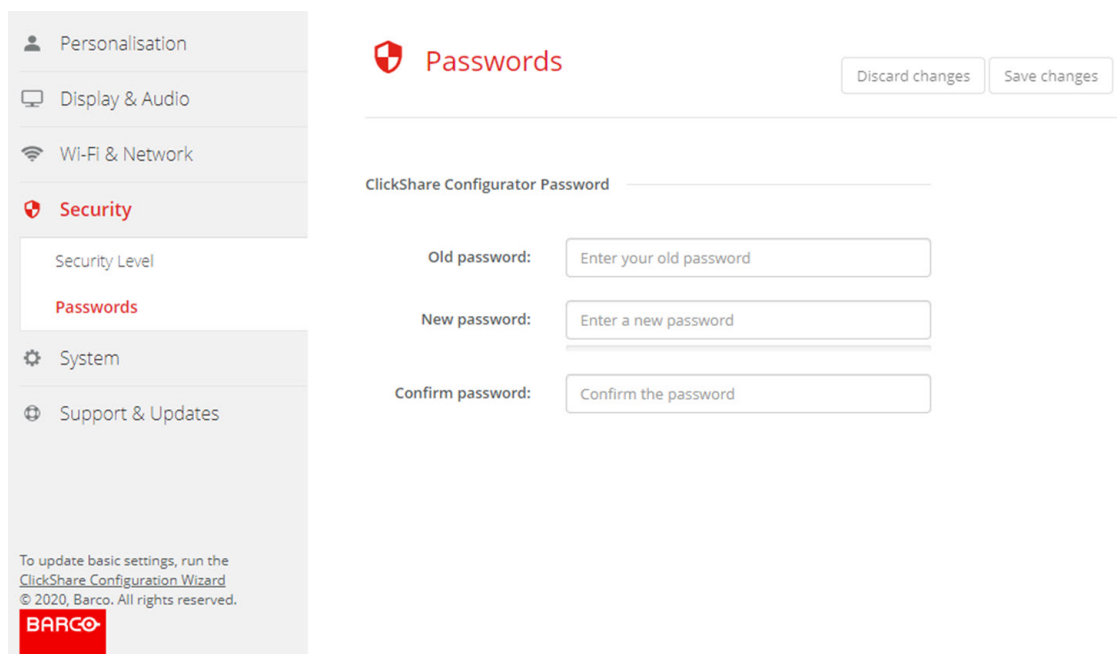 Personalisation
Display & Audio
Wi-Fi & Network
Security
Security Level
Passwords
System
Support & Updates
To update basic settings, run the
ClickShare Configuration Wizard
© 2020, Barco. All rights reserved.
BARCO
Passwords
Discard changes
Save changes
ClickShare Configurator Password
Old password:
Enter your old password
New password:
Enter a new password
Confirm password:
Confirm the password